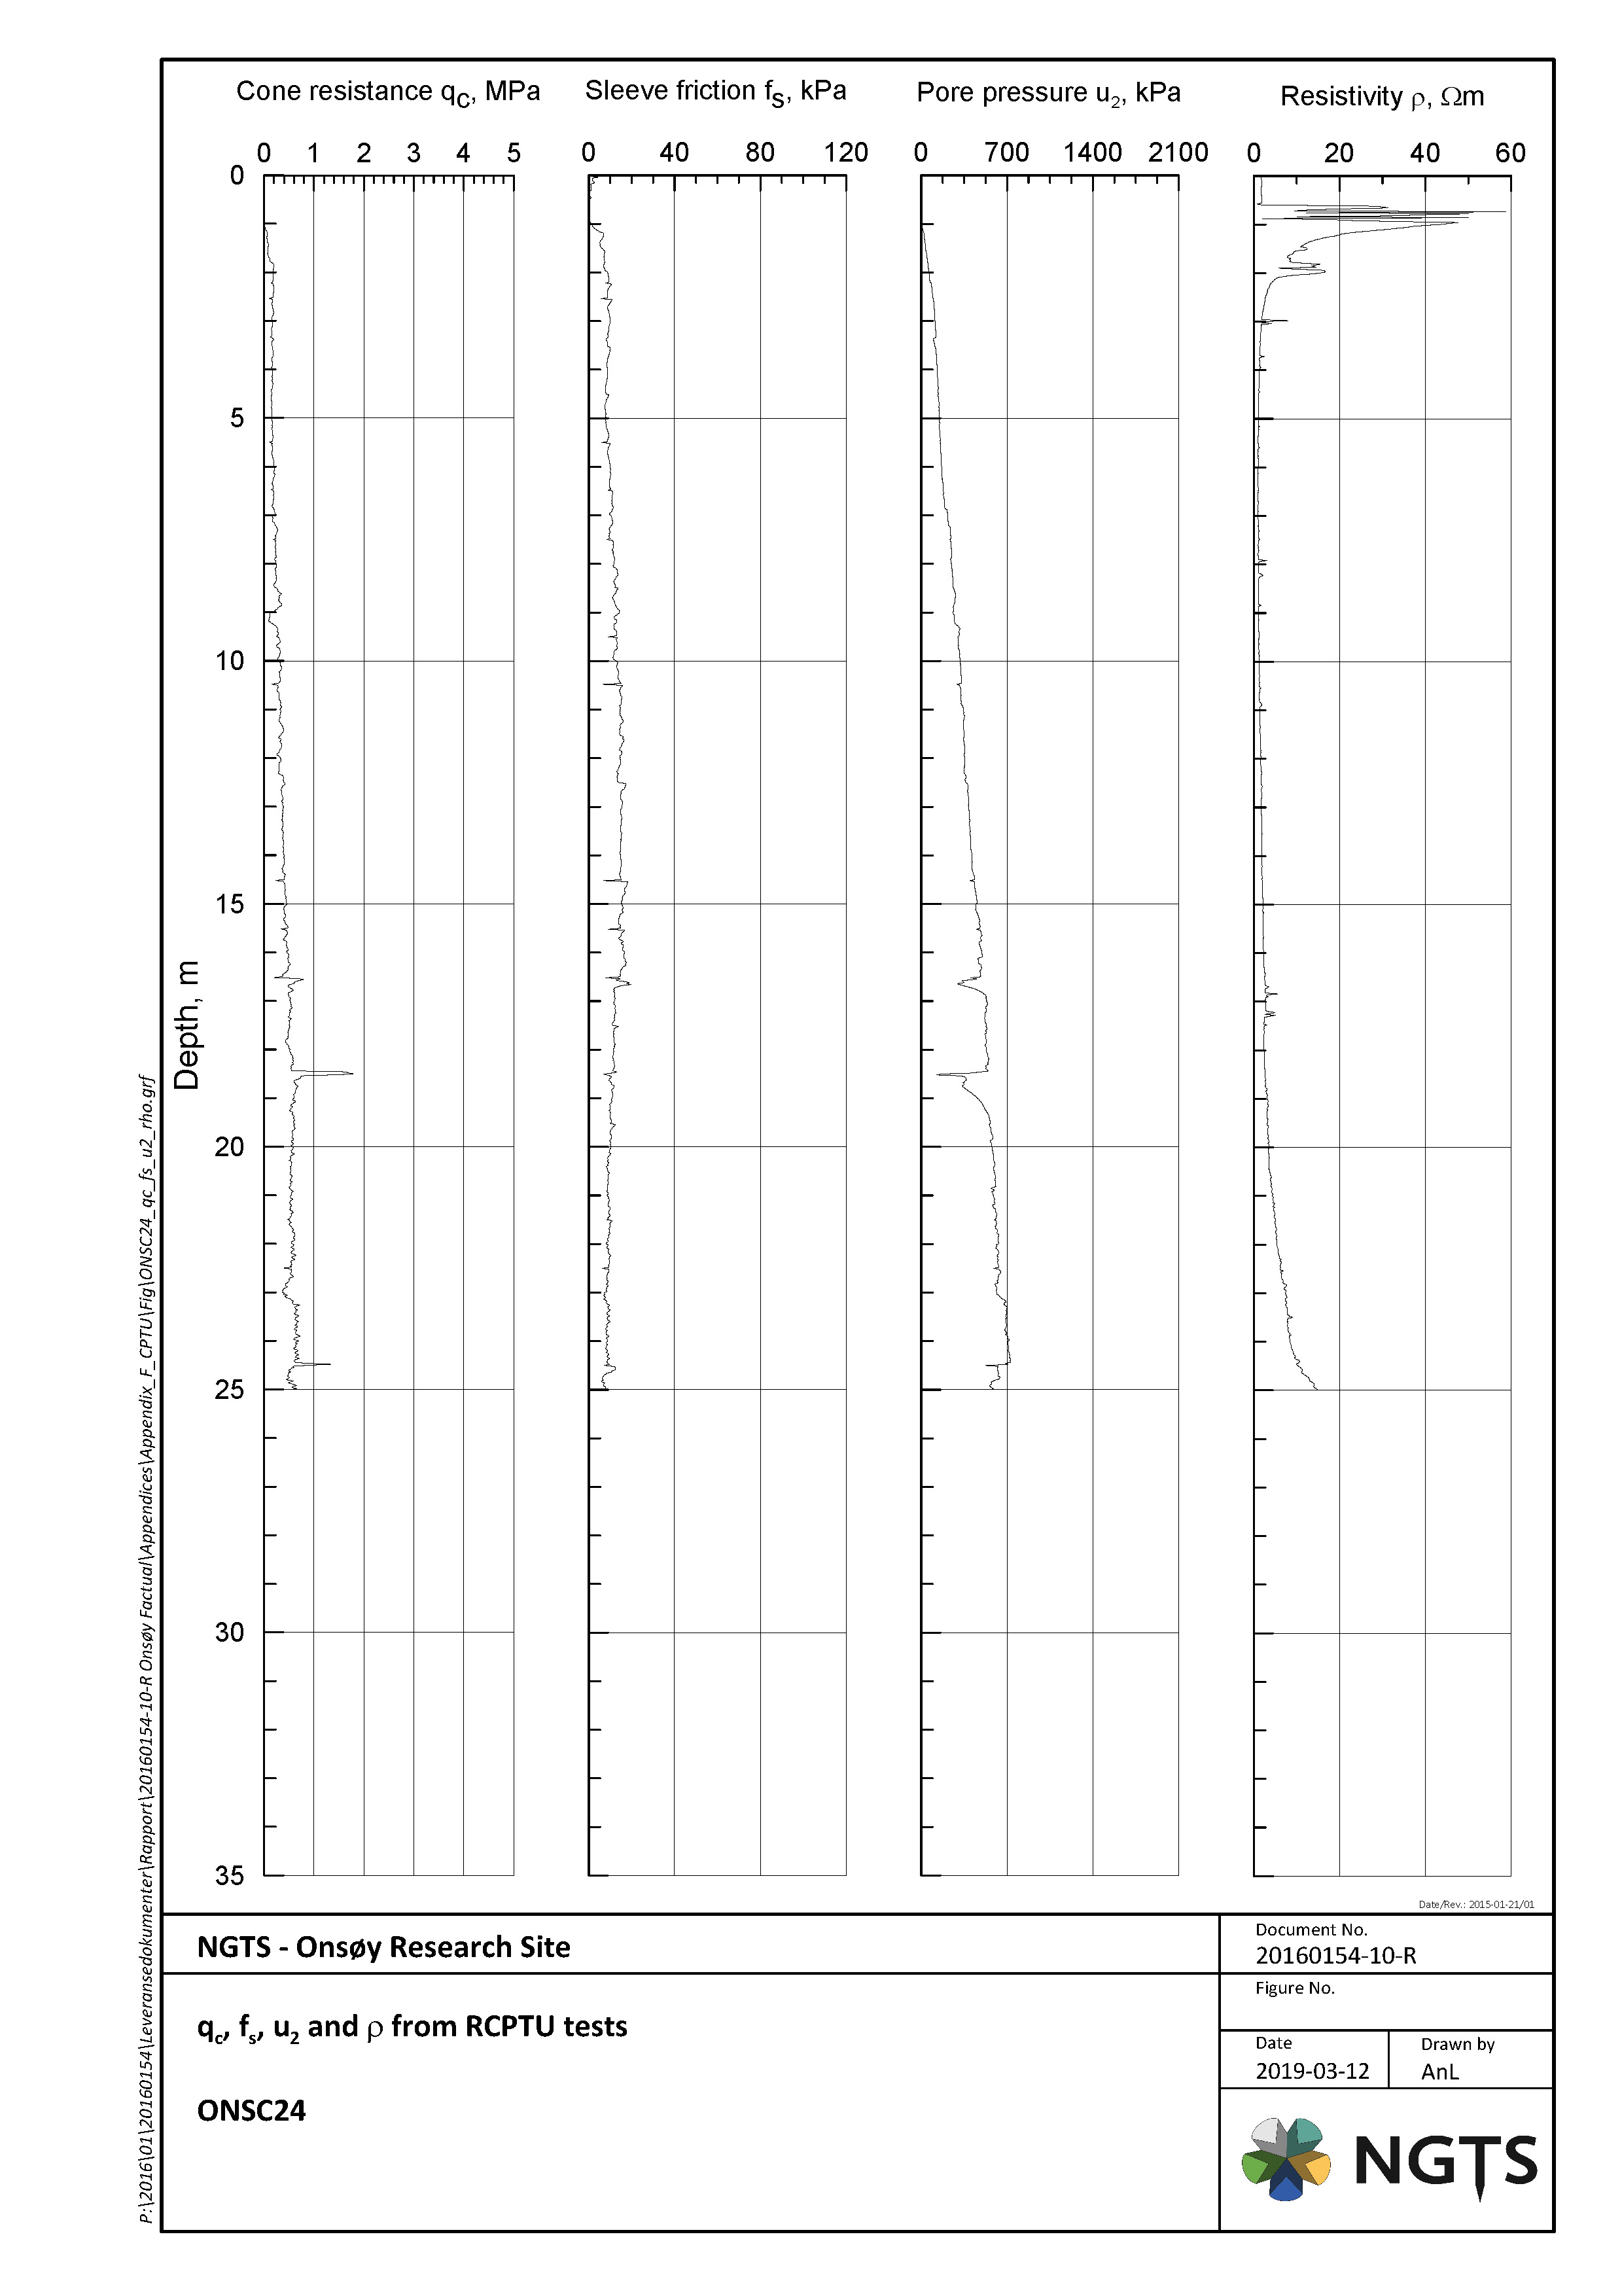 Cone resistance qc, MPa
Sleeve friction fs, kPa
Pore pressure u2, kPa
Resistivity ρ, Ωm
0 1 2 3 4 5
0 40 80 120
0 700 1400 2100
0 20 40 60
0
5
10
15
20
25
30
35
Depth, m
P:\2016\01\20160154\Leveransedokumenter\Rapport\20160154-10-R Onsøy Factual\Appendices\Appendix_F_CPTU\Fig\ONSC24_qc_fs_u2_rho.grf
Date/Rev.: 2015-01-21/01
NGTS - Onsøy Research Site
Document No.
20160154-10-R
Figure No.
qc, fs, u2 and ρ from RCPTU tests
Date
2019-03-12
Drawn by
AnL
ONSC24
NGTS